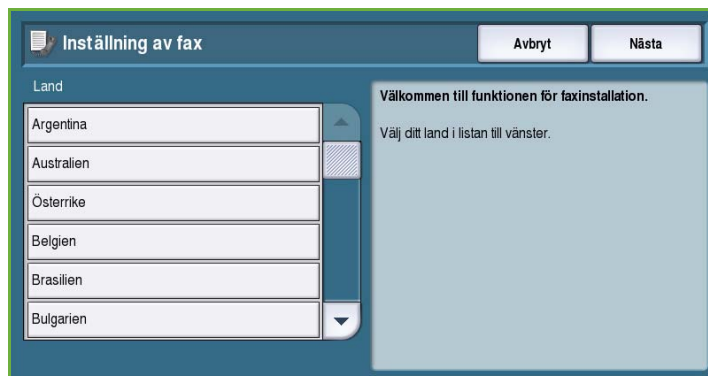 Inställning av fax
Avbryt
Nästa
Land
Argentina
Australien
Österrike
Belgien
Brasilien
Bulgarien
Välkommen till funktionen för faxinstallation.
Välj ditt land i listan till vänster.